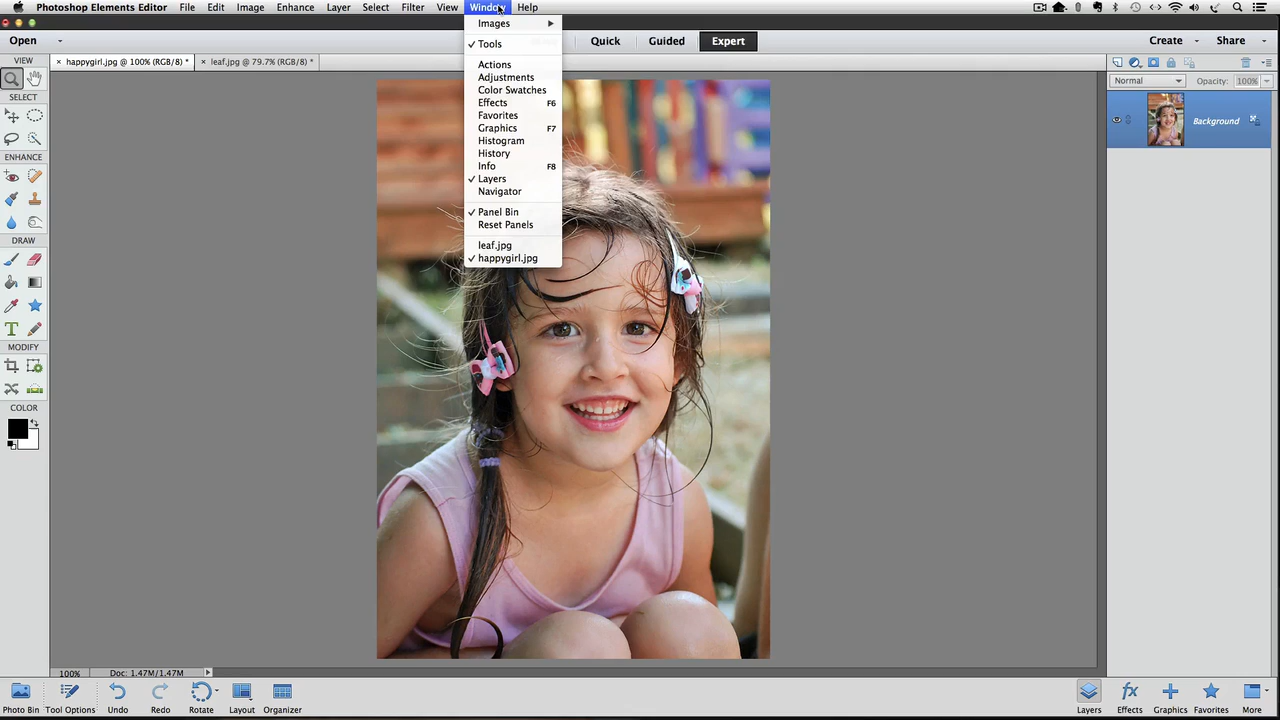 Photoshop Elements Editor File Edit Image Enhance Layer Select Filter View Window Help
Images
Open
Quick Guided Expert
Create Share
happygirl.jpg @ 100% (RGB/8) *
leaf.jpg @ 79.7% (RGB/8) *
Tools
Actions
Adjustments
Color Swatches
Effects F6
Favorites
Graphics F7
Histogram
History
Info F8
Layers
Navigator
Panel Bin
Reset Panels
leaf.jpg
happygirl.jpg
VIEW
SELECT
ENHANCE
DRAW
MODIFY
COLOR
Normal Opacity: 100%
Background
100% Doc: 1.47M/1.47M
Photo Bin Tool Options Undo Redo Rotate Layout Organizer
Layers Effects Graphics Favorites More